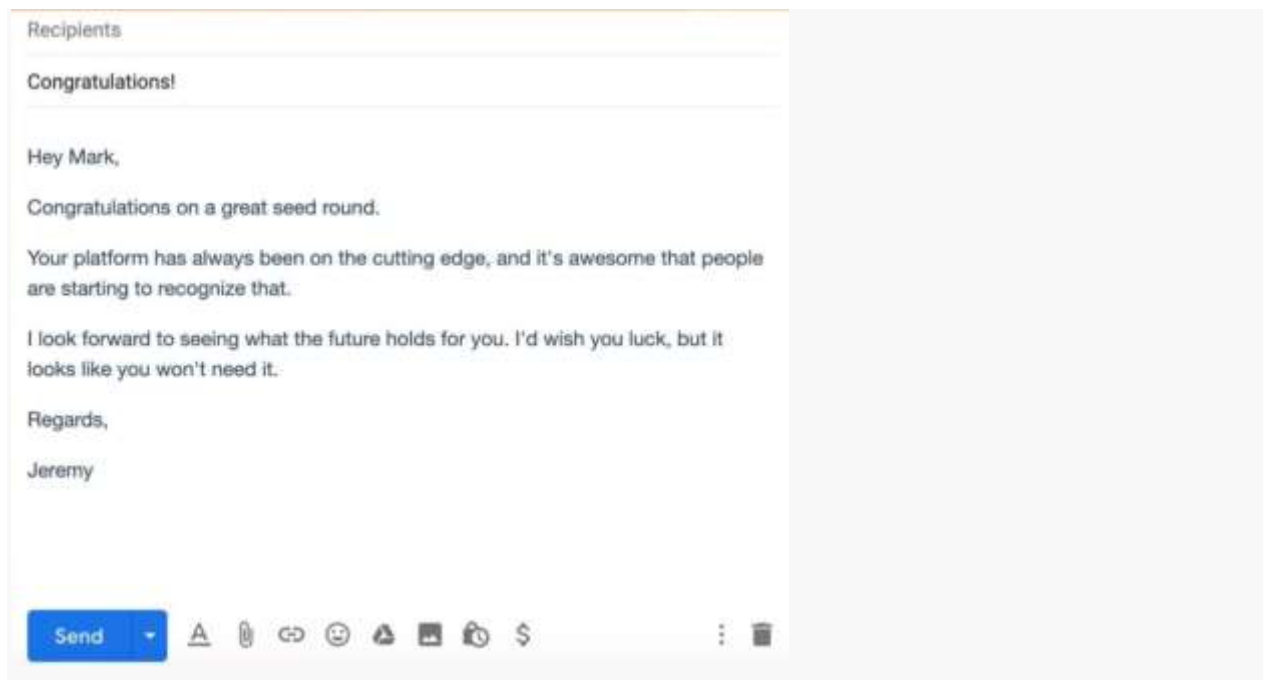 Recipients
Congratulations!
Hey Mark,
Congratulations on a great seed round.
Your platform has always been on the cutting edge, and it's awesome that people
are starting to recognize that.
I look forward to seeing what the future holds for you. I'd wish you luck, but it
looks like you won't need it.
Regards,
Jeremy
Send